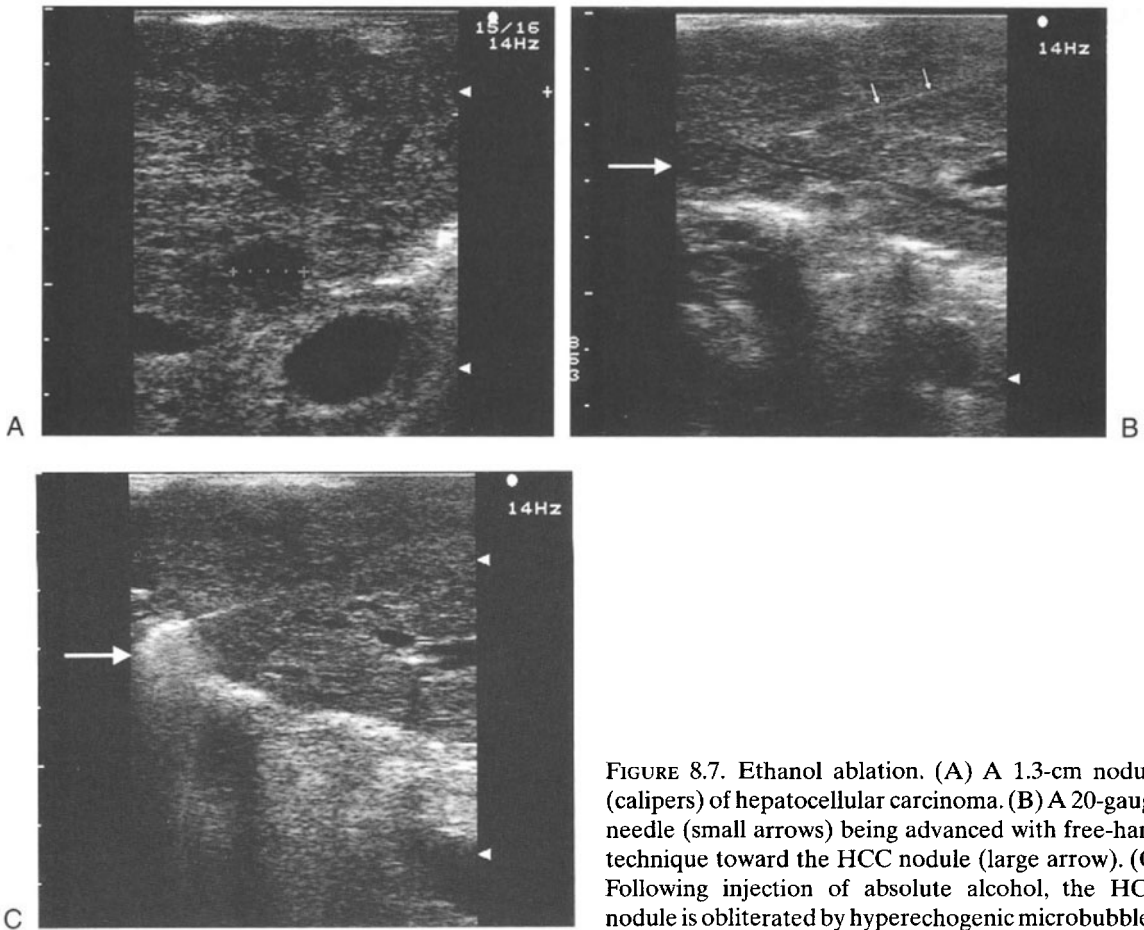 15/16
14Hz
A
14Hz
B
14Hz
C
FIGURE 8.7. Ethanol ablation. (A) A 1.3-cm nodu
(calipers) of hepatocellular carcinoma. (B) A 20-gaug
needle (small arrows) being advanced with free-han
technique toward the HCC nodule (large arrow). (C
Following injection of absolute alcohol, the HC
nodule is obliterated by hyperechogenic microbubble